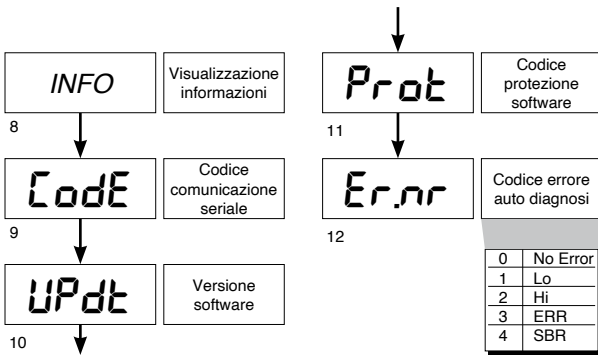 INFO
Visualizzazione
informazioni
8
CodE
Codice
comunicazione
seriale
9
UPdt
Versione
software
10
Prot
Codice
protezione
software
11
Er.nr
Codice errore
auto diagnosi
12
0 No Error
1 Lo
2 Hi
3 ERR
4 SBR